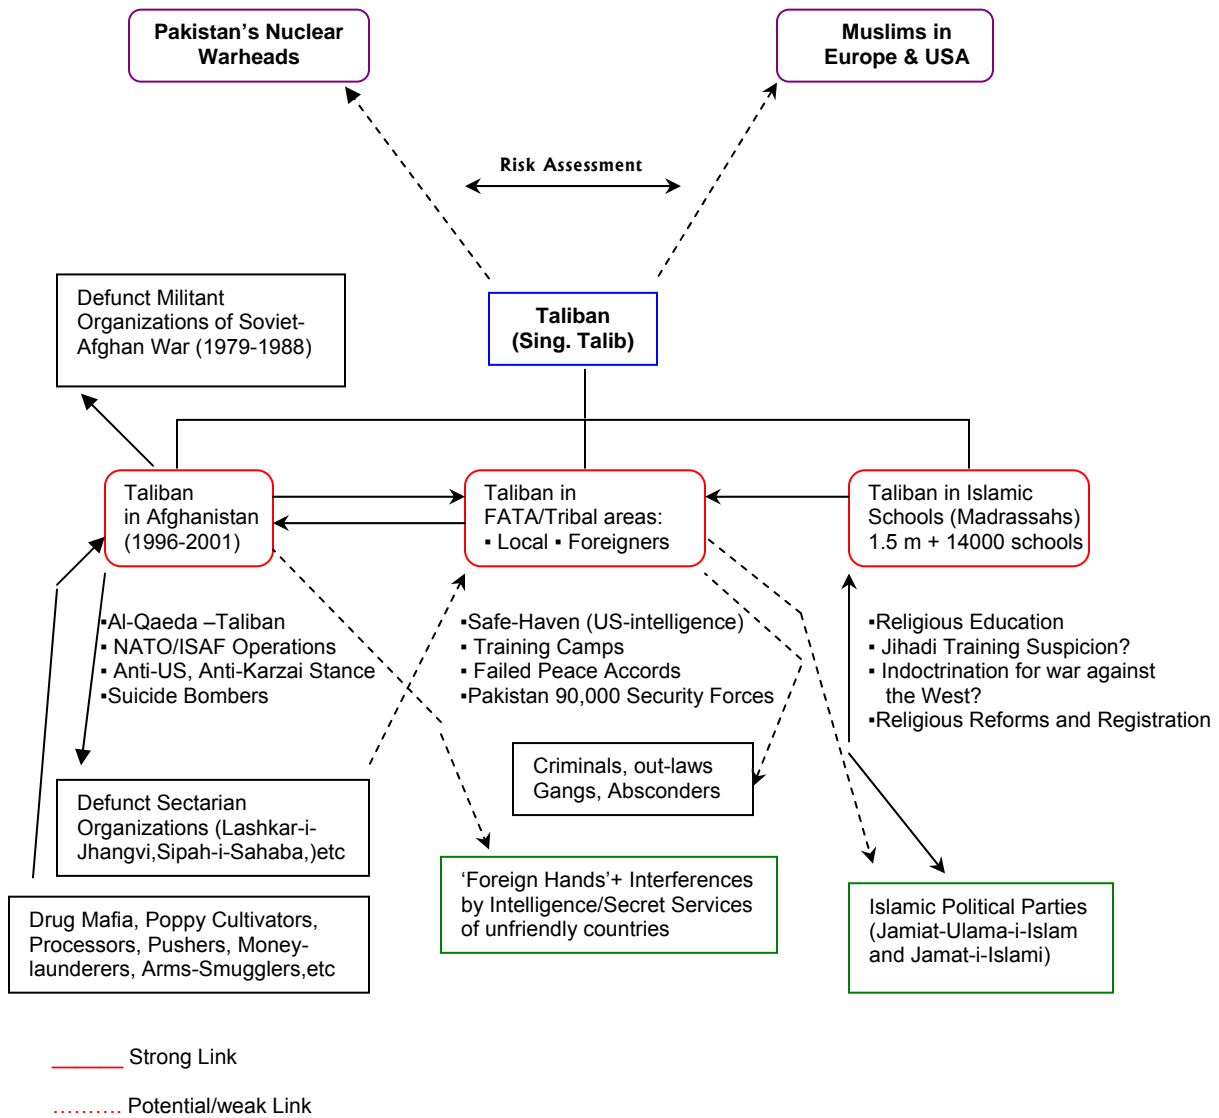 Pakistan’s Nuclear
Warheads
Muslims in
Europe & USA
Risk Assessment
Defunct Militant
Organizations of Soviet-
Afghan War (1979-1988)
Taliban
(Sing. Talib)
Taliban
in Afghanistan
(1996-2001)
Taliban in
FATA/Tribal areas:
▪ Local ▪ Foreigners
Taliban in Islamic
Schools (Madrassahs)
1.5 m + 14000 schools
▪Al-Qaeda –Taliban
▪ NATO/ISAF Operations
▪ Anti-US, Anti-Karzai Stance
▪Suicide Bombers
▪Safe-Haven (US-intelligence)
▪ Training Camps
▪ Failed Peace Accords
▪Pakistan 90,000 Security Forces
▪Religious Education
▪ Jihadi Training Suspicion?
▪ Indoctrination for war against
the West?
▪Religious Reforms and Registration
Criminals, out-laws
Gangs, Absconders
Defunct Sectarian
Organizations (Lashkar-i-
Jhangvi,Sipah-i-Sahaba,)etc
‘Foreign Hands’+ Interferences
by Intelligence/Secret Services
of unfriendly countries
Islamic Political Parties
(Jamiat-Ulama-i-Islam
and Jamat-i-Islami)
Drug Mafia, Poppy Cultivators,
Processors, Pushers, Money-
launderers, Arms-Smugglers,etc
Strong Link
Potential/weak Link